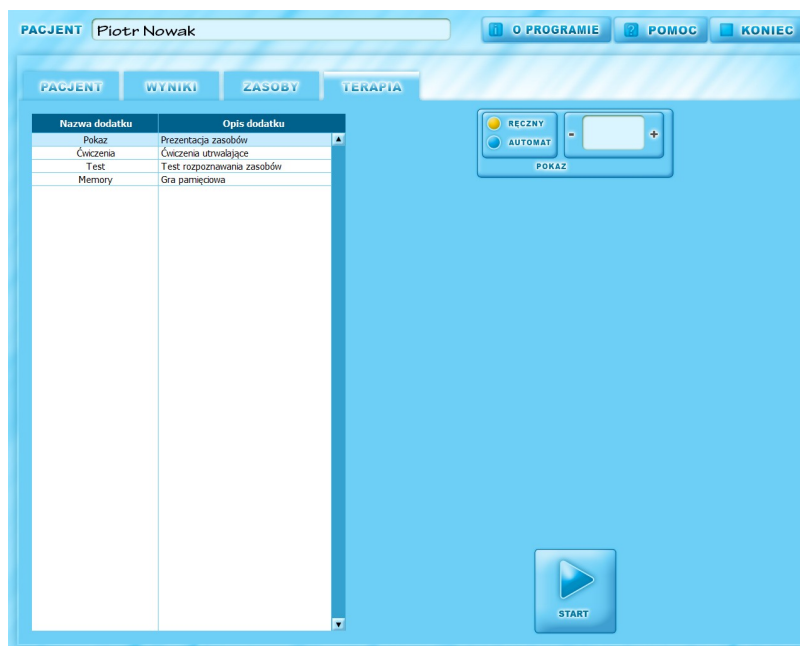 PACJENT Piotr Nowak
O PROGRAMIE POMOC KONIEC
PACJENT WYNIKI ZASOBY TERAPIA
Nazwa dodatku Opis dodatku
Pokaz Prezentacja zasobów
Ćwiczenia Ćwiczenia utrwalające
Test Test rozpoznawania zasobów
Memory Gra pamięciowa
RĘCZNY
AUTOMAT
- +
POKAZ
START